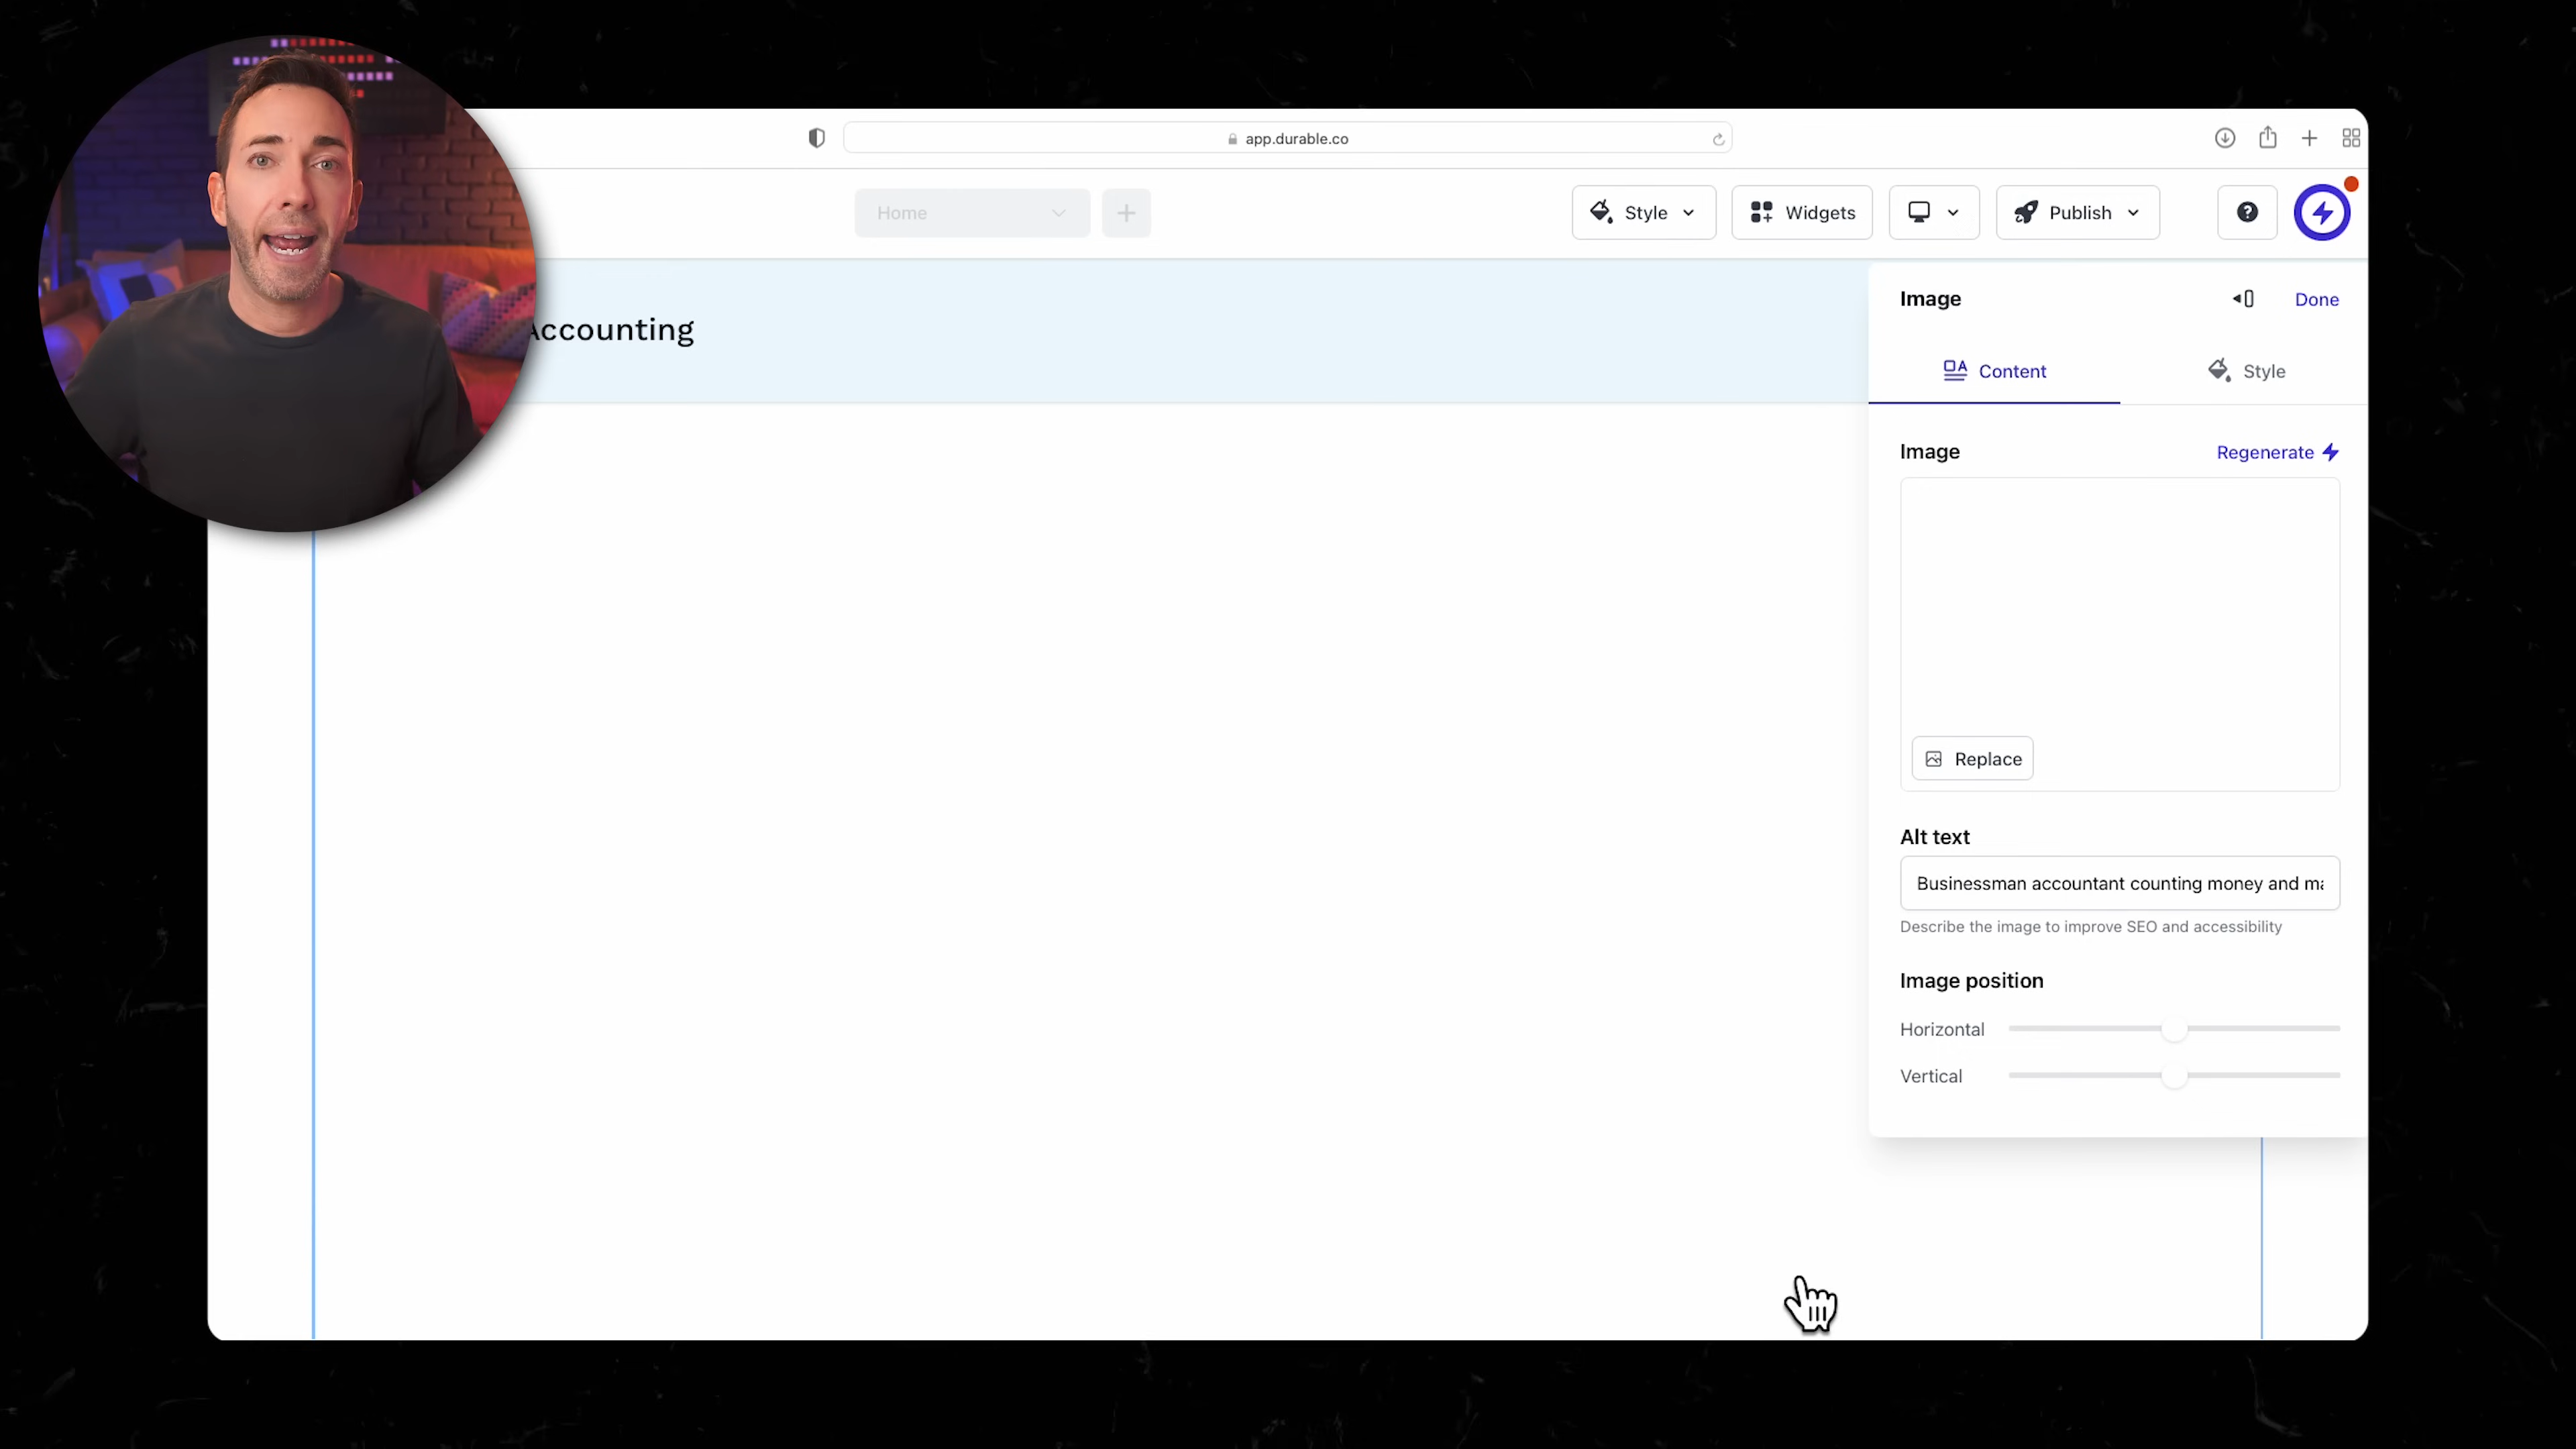 app.durable.co
Home
Style
Widgets
Publish
Accounting
Image
Done
Content
Style
Image
Regenerate
Replace
Alt text
Businessman accountant counting money and
Describe the image to improve SEO and accessibility
Image position
Horizontal
Vertical